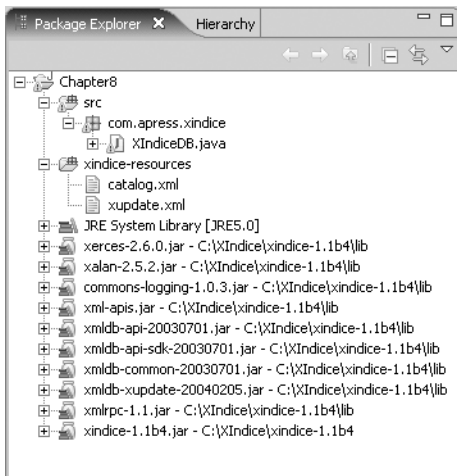 Package Explorer Hierarchy
Chapter8
src
com.apress.xindice
XIndiceDB.java
xindice-resources
catalog.xml
xupdate.xml
JRE System Library [JRE5.0]
xerces-2.6.0.jar - C:\XIndice\xindice-1.1b4\lib
xalan-2.5.2.jar - C:\XIndice\xindice-1.1b4\lib
commons-logging-1.0.3.jar - C:\XIndice\xindice-1.1b4\lib
xml-apis.jar - C:\XIndice\xindice-1.1b4\lib
xmldb-api-20030701.jar - C:\XIndice\xindice-1.1b4\lib
xmldb-api-sdk-20030701.jar - C:\XIndice\xindice-1.1b4\lib
xmldb-common-20030701.jar - C:\XIndice\xindice-1.1b4\lib
xmldb-xupdate-20040205.jar - C:\XIndice\xindice-1.1b4\lib
xmlrpc-1.1.jar - C:\XIndice\xindice-1.1b4\lib
xindice-1.1b4.jar - C:\XIndice\xindice-1.1b4